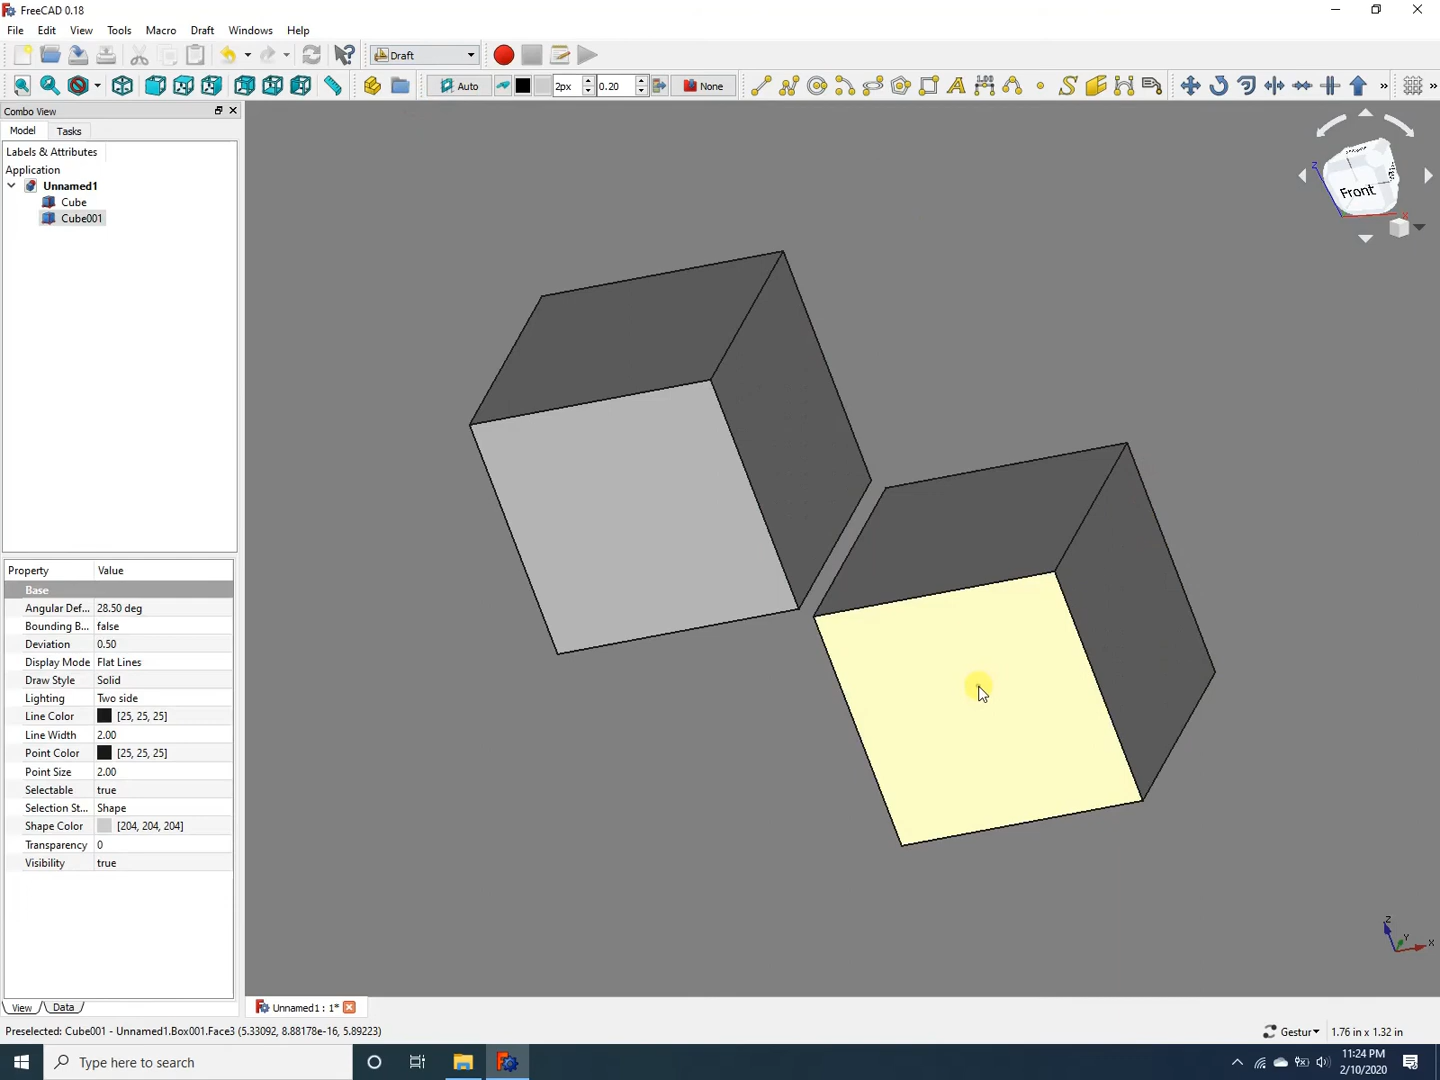 FreeCAD 0.18
File Edit View Tools Macro Draft Windows Help
Draft
Auto 2px 0.20 None
Combo View
Model Tasks
Labels & Attributes
Application
Unnamed1
Cube
Cube001
Property Value
Base
Angular Def... 28.50 deg
Bounding B... false
Deviation 0.50
Display Mode Flat Lines
Draw Style Solid
Lighting Two side
Line Color [25, 25, 25]
Line Width 2.00
Point Color [25, 25, 25]
Point Size 2.00
Selectable true
Selection St... Shape
Shape Color [204, 204, 204]
Transparency 0
Visibility true
View Data
Front
Z
X
Z
Y
X
Unnamed1 : 1*
Preselected: Cube001 - Unnamed1.Box001.Face3 (5.33092, 8.88178e-16, 5.89223)
Gestur 1.76 in x 1.32 in
Type here to search
11:24 PM
2/10/2020